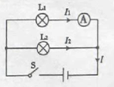 L₁ I₁ A
L₂ I₂
S I